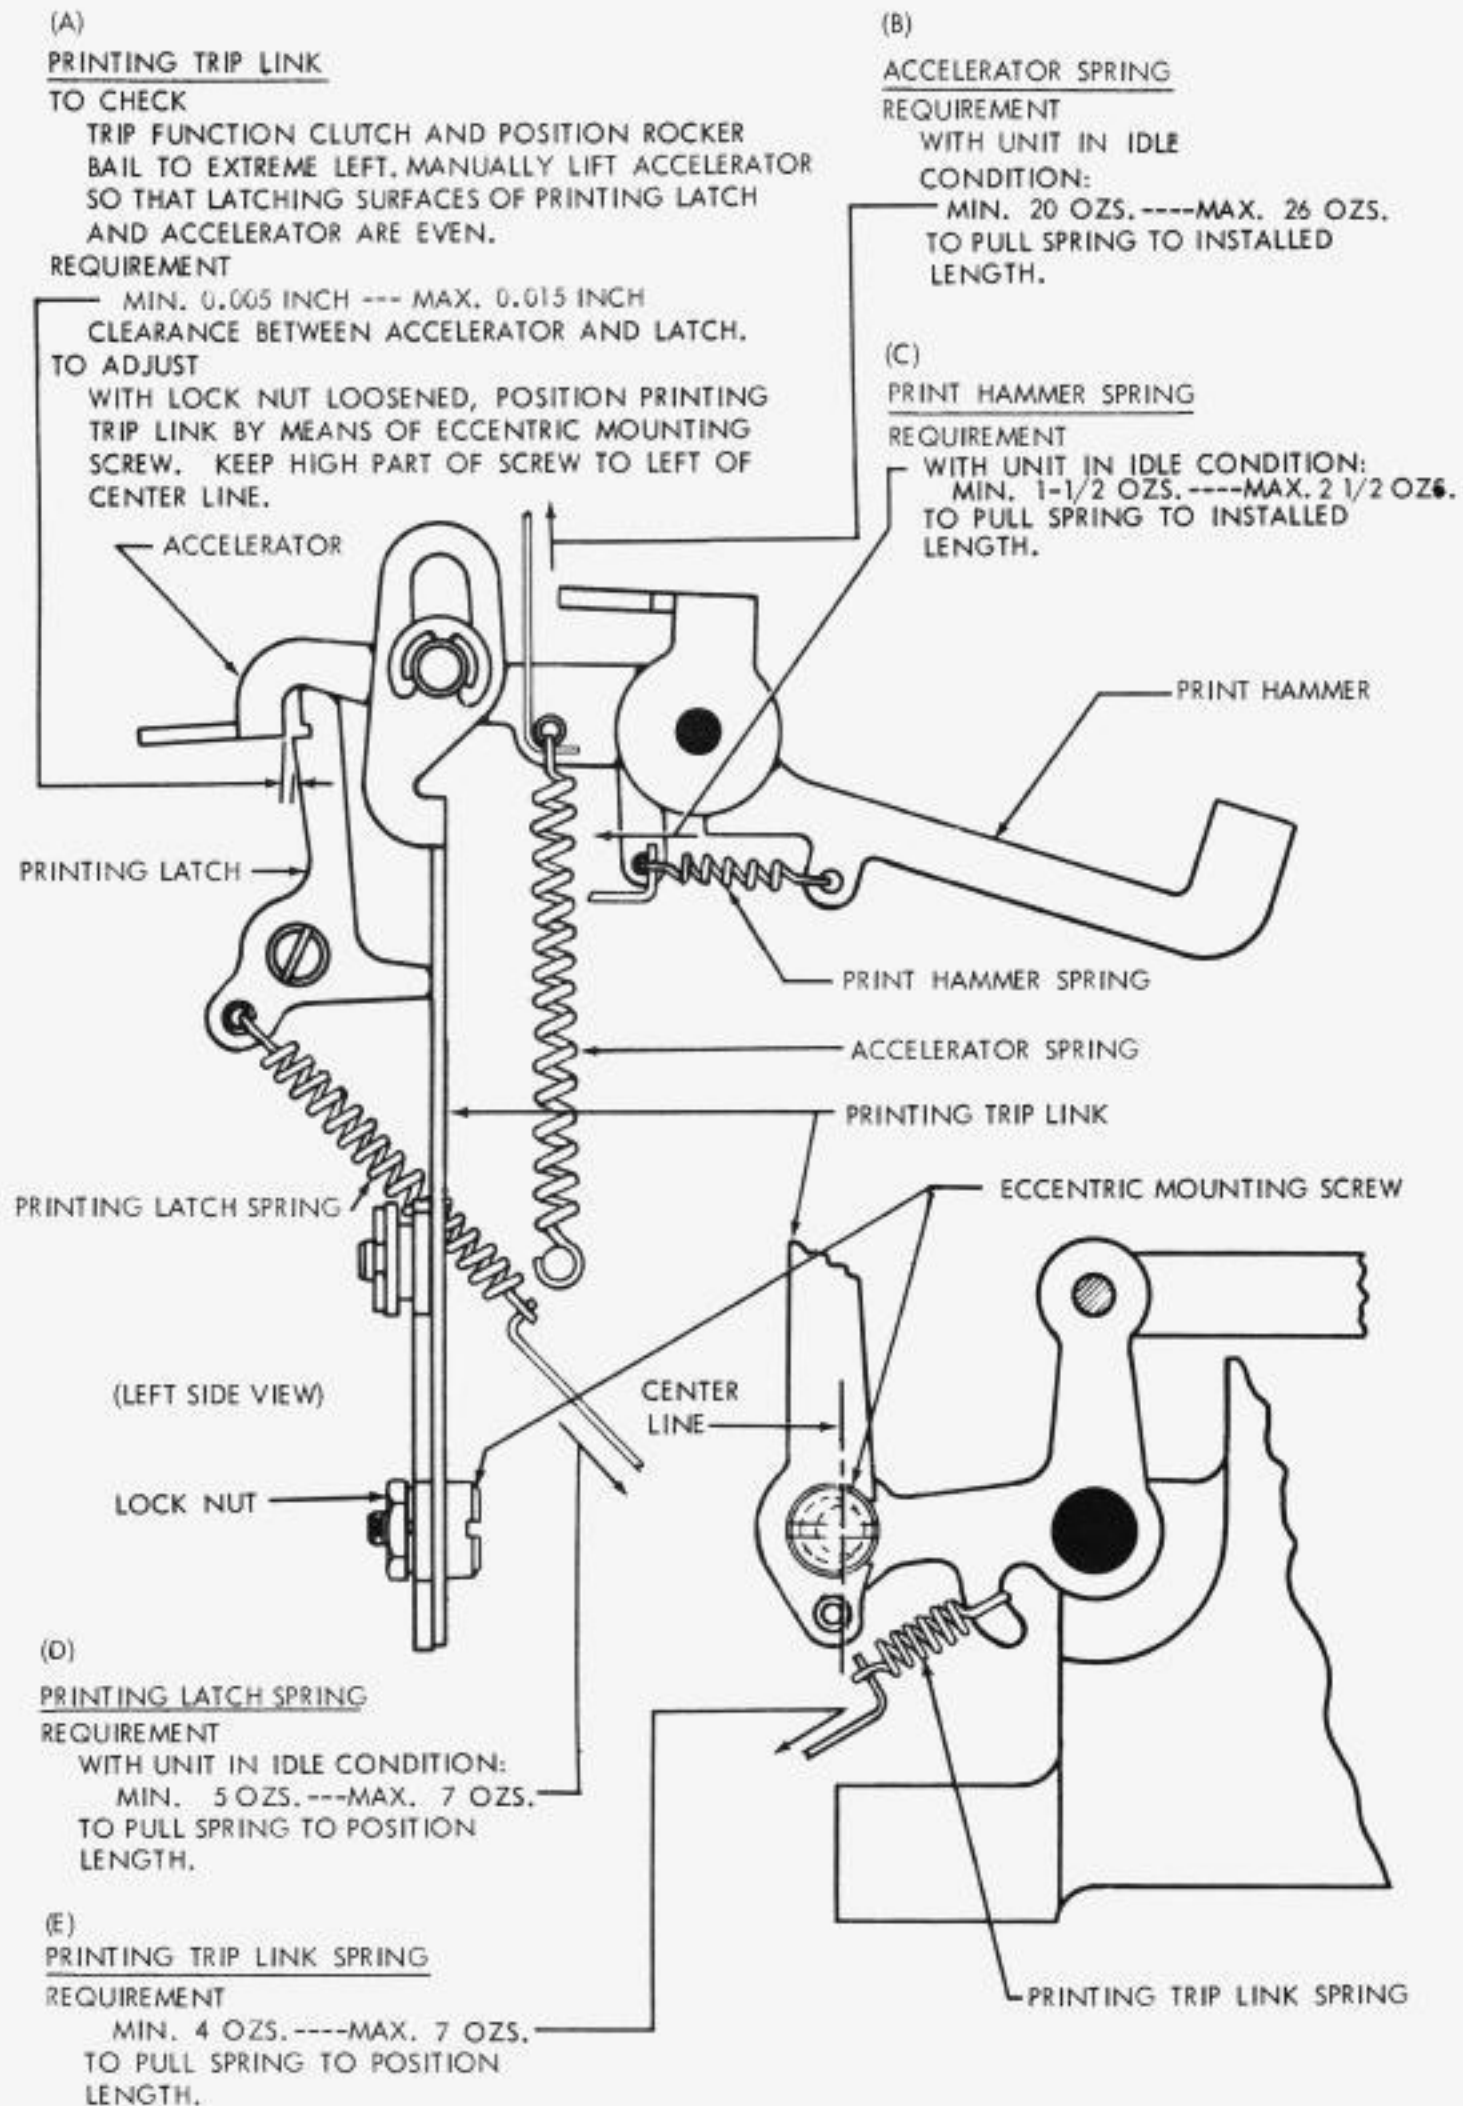 (A)
PRINTING TRIP LINK
TO CHECK
TRIP FUNCTION CLUTCH AND POSITION ROCKER
BAIL TO EXTREME LEFT. MANUALLY LIFT ACCELERATOR
SO THAT LATCHING SURFACES OF PRINTING LATCH
AND ACCELERATOR ARE EVEN.
REQUIREMENT
MIN. 0.005 INCH --- MAX. 0.015 INCH
CLEARANCE BETWEEN ACCELERATOR AND LATCH.
TO ADJUST
WITH LOCK NUT LOOSENED, POSITION PRINTING
TRIP LINK BY MEANS OF ECCENTRIC MOUNTING
SCREW. KEEP HIGH PART OF SCREW TO LEFT OF
CENTER LINE.
(B)
ACCELERATOR SPRING
REQUIREMENT
WITH UNIT IN IDLE
CONDITION:
MIN. 20 OZS.----MAX. 26 OZS.
TO PULL SPRING TO INSTALLED
LENGTH.
(C)
PRINT HAMMER SPRING
REQUIREMENT
WITH UNIT IN IDLE CONDITION:
MIN. 1-1/2 OZS.----MAX. 2 1/2 OZS.
TO PULL SPRING TO INSTALLED
LENGTH.
ACCELERATOR
PRINT HAMMER
PRINTING LATCH
PRINT HAMMER SPRING
ACCELERATOR SPRING
PRINTING TRIP LINK
ECCENTRIC MOUNTING SCREW
PRINTING LATCH SPRING
(LEFT SIDE VIEW)
CENTER
LINE
LOCK NUT
(D)
PRINTING LATCH SPRING
REQUIREMENT
WITH UNIT IN IDLE CONDITION:
MIN. 5 OZS.---MAX. 7 OZS.
TO PULL SPRING TO POSITION
LENGTH.
(E)
PRINTING TRIP LINK SPRING
REQUIREMENT
MIN. 4 OZS.----MAX. 7 OZS.
TO PULL SPRING TO POSITION
LENGTH.
PRINTING TRIP LINK SPRING